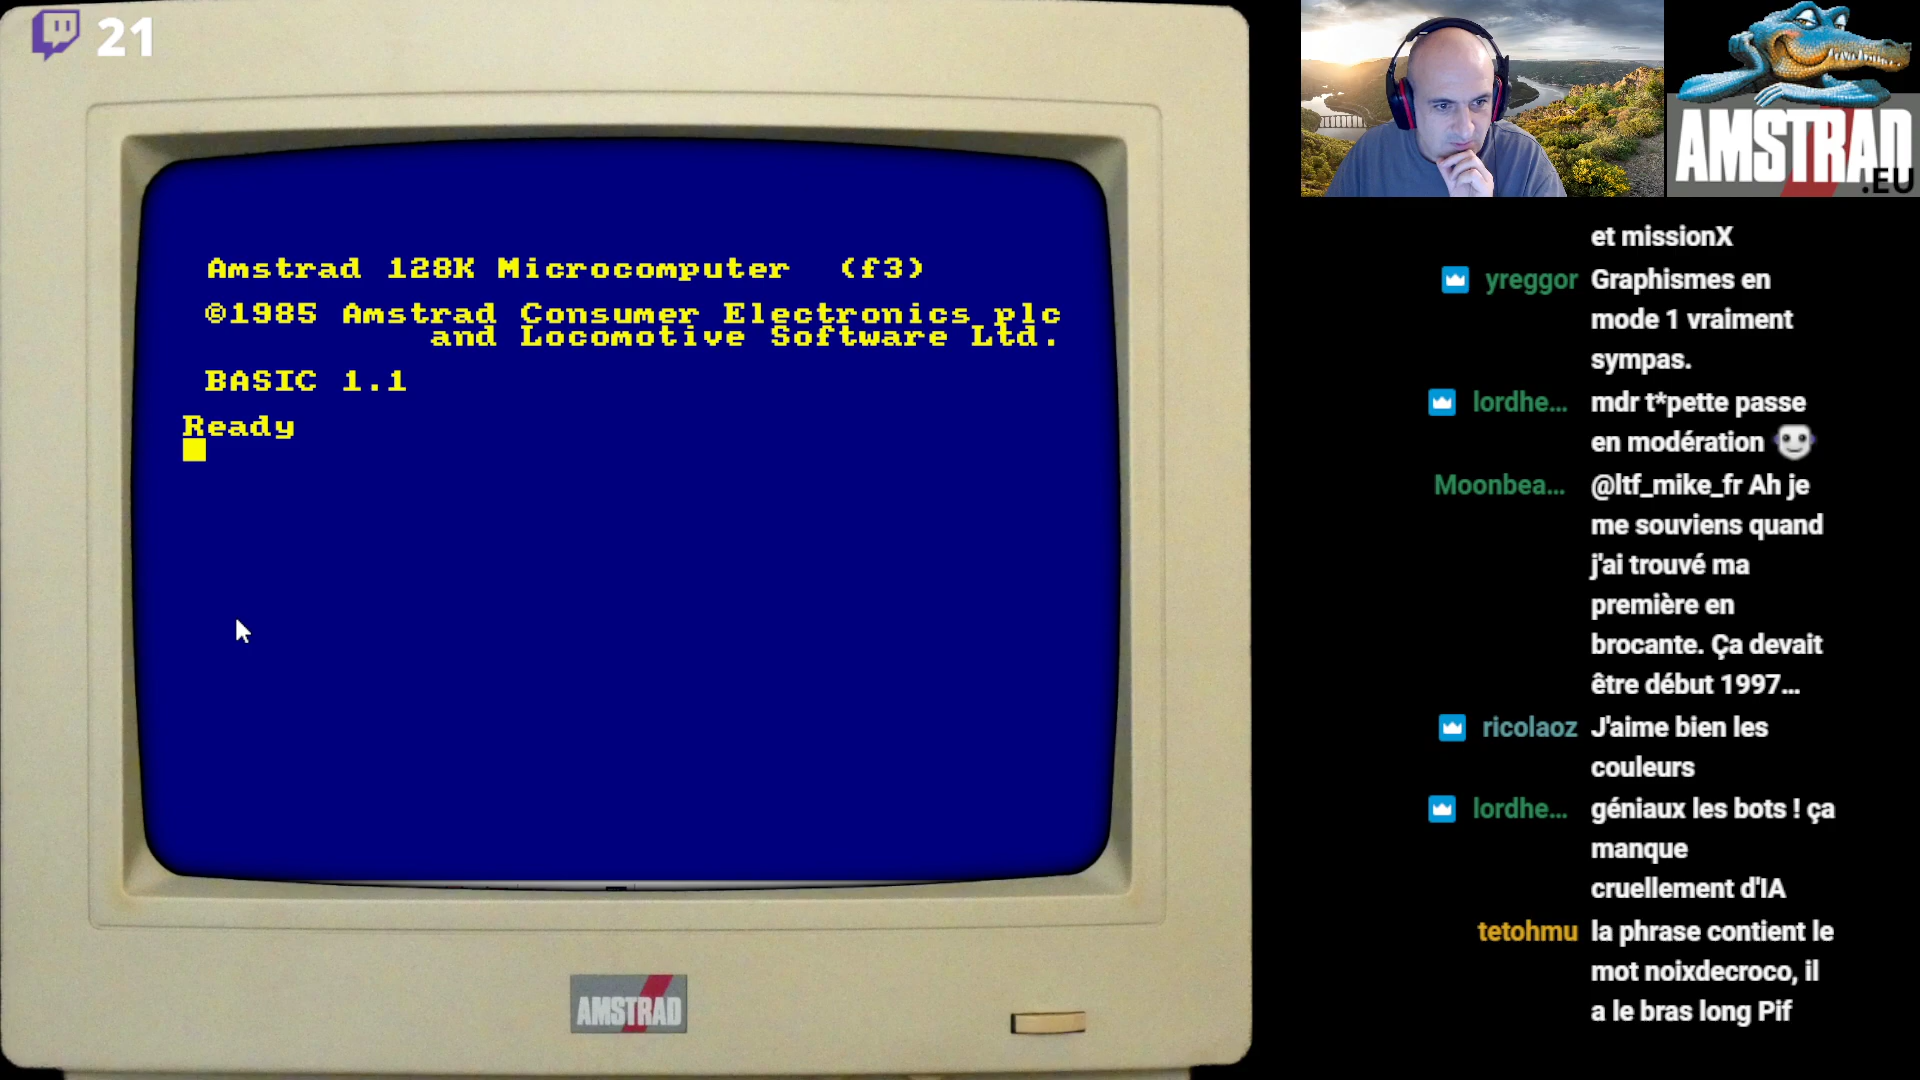 21
Amstrad 128K Microcomputer (f3)
©1985 Amstrad Consumer Electronics plc
and Locomotive Software Ltd.
BASIC 1.1
Ready
AMSTRAD
AMSTRAD
.EU
et missionX
yreggor Graphismes en
mode 1 vraiment
sympas.
lordhe... mdr t*pette passe
en modération
Moonbea... @ltf_mike_fr Ah je
me souviens quand
j'ai trouvé ma
première en
brocante. Ça devait
être début 1997...
ricolaoz J'aime bien les
couleurs
lordhe... géniaux les bots ! ça
manque
cruellement d'IA
tetohmu la phrase contient le
mot noixdecroco, il
a le bras long Pif